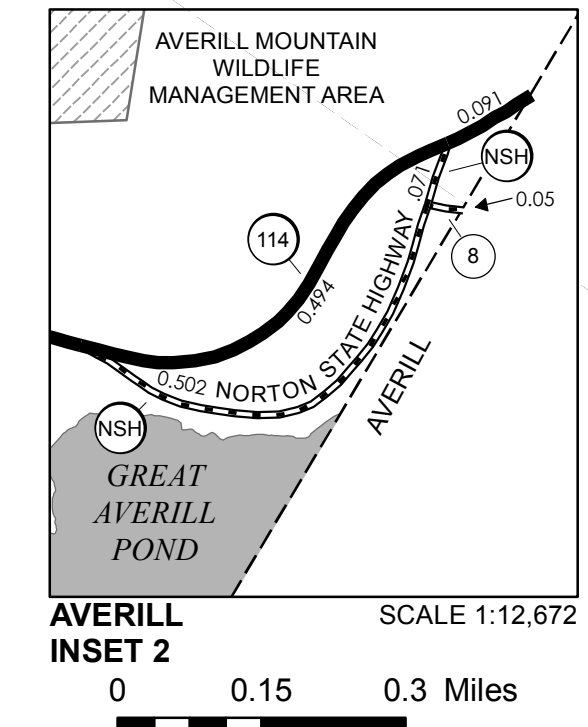 AVERILL MOUNTAIN
WILDLIFE
MANAGEMENT AREA
0.091
NSH
.071
0.05
114
8
0.494
NORTON STATE HIGHWAY
0.502
AVERILL
NSH
GREAT
AVERILL
POND
AVERILL
INSET 2
SCALE 1:12,672
0 0.15 0.3 Miles